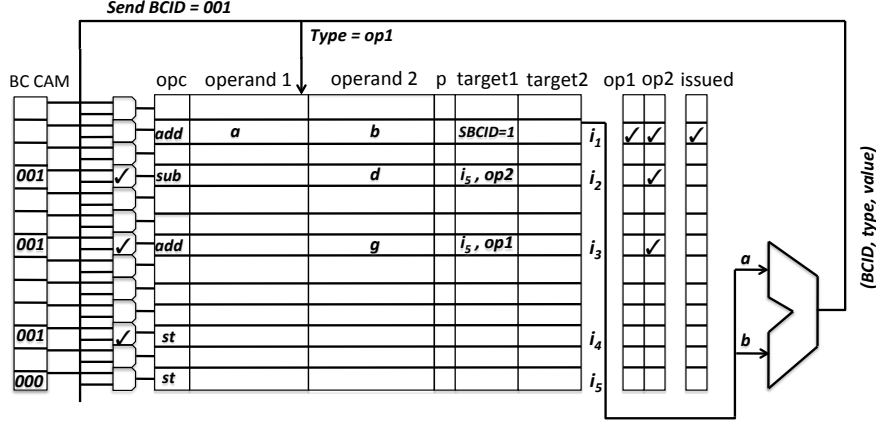 Send BCID = 001
Type = op1
BC CAM opc operand 1 operand 2 p target1 target2 op1 op2 issued
add a b SBCID=1 i1 ✓ ✓ ✓
001 ✓ sub d i5 , op2 i2 ✓
001 ✓ add g i5 , op1 i3 ✓
a
001 ✓ st i4
b
000 st i5
(BCID, type, value)